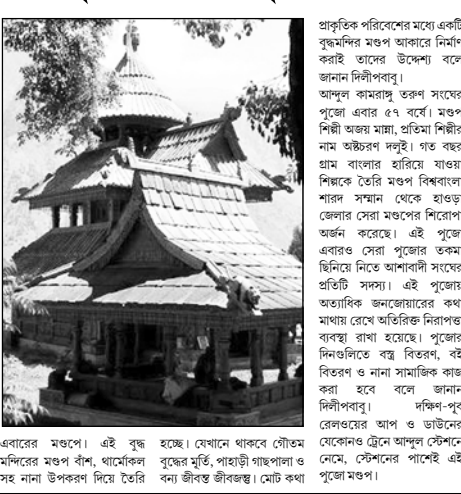 এবারের মণ্ডপে। এই বুদ্ধ
মন্দিরের মণ্ডপ বাঁশ, থার্মোকল
সহ নানা উপকরণ দিয়ে তৈরি
হচ্ছে। যেখানে থাকবে গৌতম
বুদ্ধের মূর্তি, পাহাড়ী গাছপালা ও
বন্য জীবন্ত জীবজন্তু। মোট কথা
প্রাকৃতিক পরিবেশের মধ্যে একটি
বুদ্ধমন্দির মণ্ডপ আকারে নির্মাণ
করাই তাদের উদ্দেশ্য বলে
জানান দিলীপবাবু।
আন্দুল কামরাঙ্গু তরুণ সংঘের
পুজো এবার ৫৭ বর্ষে। মণ্ডপ
শিল্পী অজয় মান্না, প্রতিমা শিল্পীর
নাম অষ্টচরণ দলুই। গত বছর
গ্রাম বাংলার হারিয়ে যাওয়া
শিল্পকে তৈরি মণ্ডপ বিশ্ববাংলা
শারদ সম্মান থেকে হাওড়া
জেলার সেরা মণ্ডপের শিরোপা
অর্জন করেছে। এই পুজো
এবারও সেরা পুজোর তকমা
ছিনিয়ে নিতে আশাবাদী সংঘের
প্রতিটি সদস্য। এই পুজোয়
অত্যাধিক জনজোয়ারের কথা
মাথায় রেখে অতিরিক্ত নিরাপত্তা
ব্যবস্থা রাখা হয়েছে। পুজোর
দিনগুলিতে বস্ত্র বিতরণ, বই
বিতরণ ও নানা সামাজিক কাজ
করা হবে বলে জানান
দিলীপবাবু। দক্ষিণ-পূর্ব
রেলওয়ের আপ ও ডাউনের
যেকোনও ট্রেনে আন্দুল স্টেশনে
নেমে, স্টেশনের পাশেই এই
পুজো মণ্ডপ।